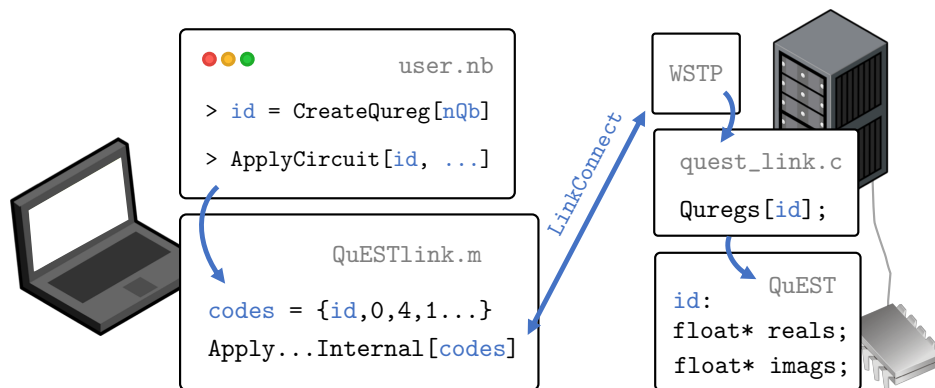 user.nb
> id = CreateQureg[nQb]
> ApplyCircuit[id, ...]
QuESTlink.m
codes = {id,0,4,1...}
Apply...Internal[codes]
LinkConnect
WSTP
quest_link.c
Quregs[id];
QuEST
id:
float* reals;
float* imags;